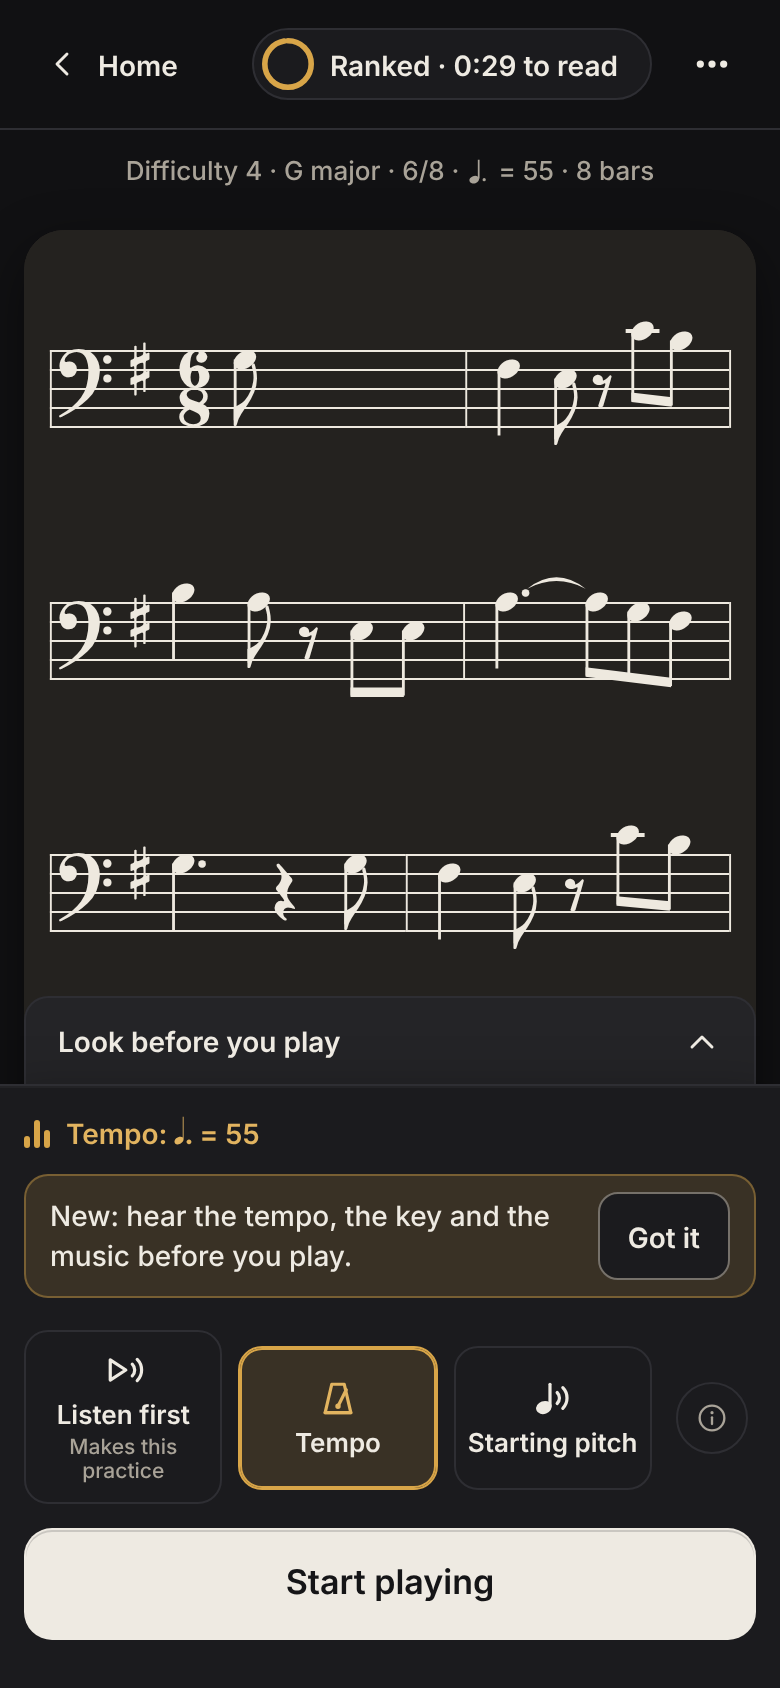 Home
Ranked · 0:29 to read
Difficulty 4 · G major · 6/8 · ♩. = 55 · 8 bars
6
8
Look before you play
Tempo: ♩. = 55
New: hear the tempo, the key and the
music before you play.
Got it
Listen first
Makes this
practice
Tempo
Starting pitch
Start playing